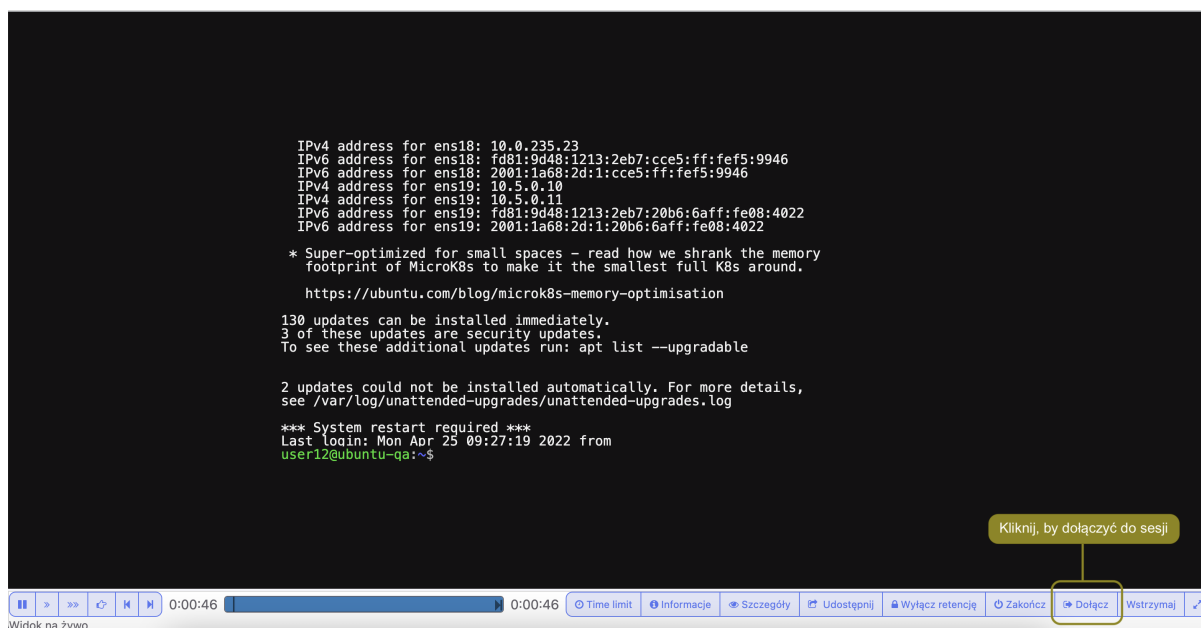 IPv4 address for ens18: 10.0.235.23
IPv6 address for ens18: fd81:9d48:1213:2eb7:cce5:ff:fef5:9946
IPv6 address for ens18: 2001:1a68:2d:1:cce5:ff:fef5:9946
IPv4 address for ens19: 10.5.0.10
IPv4 address for ens19: 10.5.0.11
IPv6 address for ens19: fd81:9d48:1213:2eb7:20b6:6aff:fe08:4022
IPv6 address for ens19: 2001:1a68:2d:1:20b6:6aff:fe08:4022
* Super-optimized for small spaces - read how we shrank the memory
footprint of MicroK8s to make it the smallest full K8s around.
https://ubuntu.com/blog/microk8s-memory-optimisation
130 updates can be installed immediately.
3 of these updates are security updates.
To see these additional updates run: apt list --upgradable
2 updates could not be installed automatically. For more details,
see /var/log/unattended-upgrades/unattended-upgrades.log
*** System restart required ***
Last login: Mon Apr 25 09:27:19 2022 from
user12@ubuntu-qa:~$
Kliknij, by dołączyć do sesji
0:00:46 0:00:46 Time limit Informacje Szczegóły Udostępnij Wyłącz retencję Zakończ Dołącz Wstrzymaj
Widok na żywo